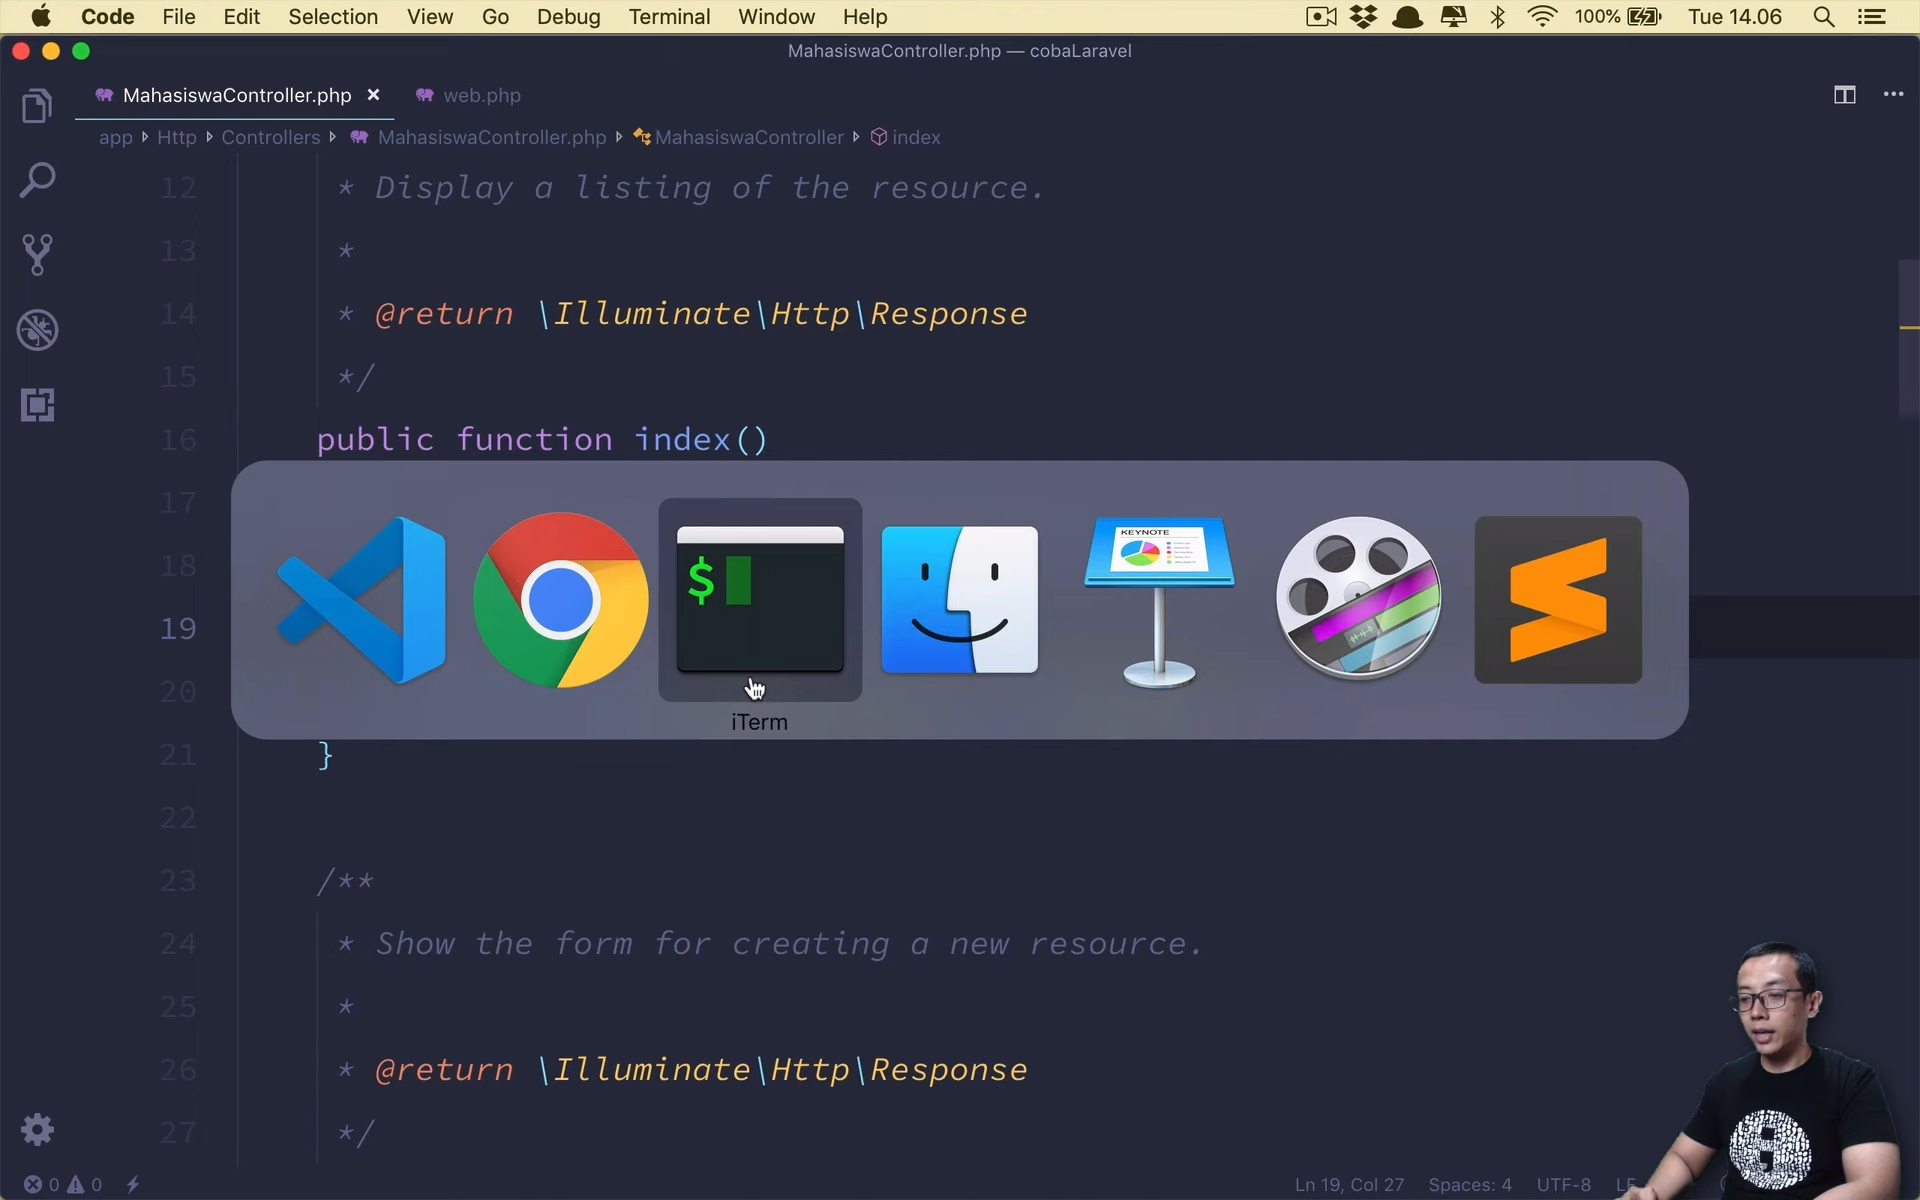 Code File Edit Selection View Go Debug Terminal Window Help 100% Tue 14.06
MahasiswaController.php — cobaLaravel
MahasiswaController.php × web.php
app Http Controllers MahasiswaController.php MahasiswaController index
12 * Display a listing of the resource.
13 *
14 * @return \Illuminate\Http\Response
15 */
16 public function index()
17
18
19
20
KEYNOTE
$
iTerm
21 }
22
23 /**
24 * Show the form for creating a new resource.
25 *
26 * @return \Illuminate\Http\Response
27 */
0 0 Ln 19, Col 27 Spaces: 4 UTF-8 LF